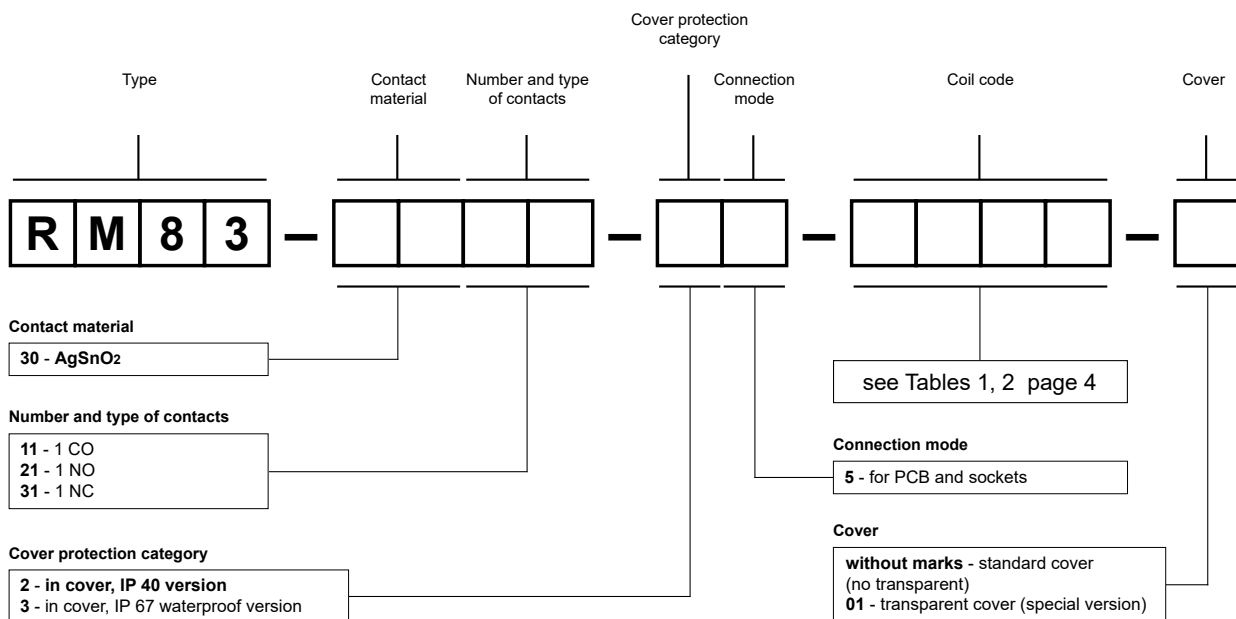 Cover protection
category
Type
Contact
material
Number and type
of contacts
Connection
mode
Coil code
Cover
R M 8 3 – – – –
Contact material
30 - AgSnO2
see Tables 1, 2 page 4
Number and type of contacts
11 - 1 CO
21 - 1 NO
31 - 1 NC
Connection mode
5 - for PCB and sockets
Cover protection category
2 - in cover, IP 40 version
3 - in cover, IP 67 waterproof version
Cover
without marks - standard cover
(no transparent)
01 - transparent cover (special version)